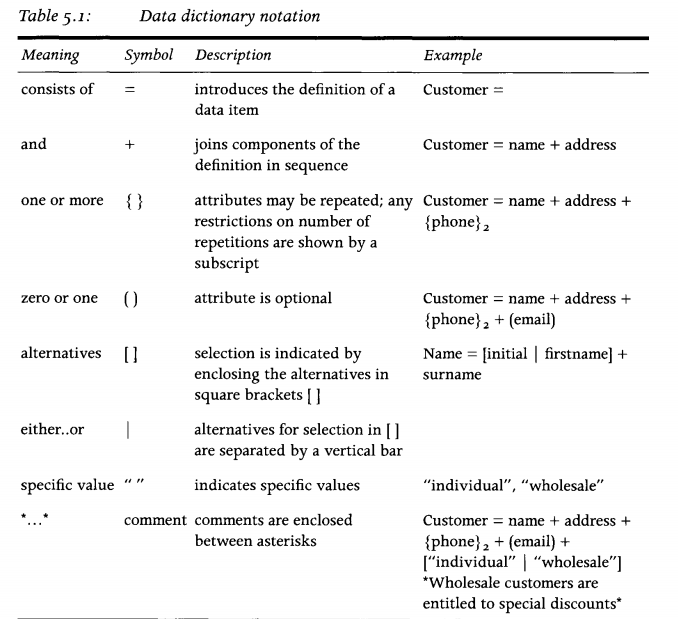 Table 5.1: Data dictionary notation
Meaning Symbol Description Example
consists of = introduces the definition of a Customer =
data item
and + joins components of the Customer = name + address
definition in sequence
one or more { } attributes may be repeated; any Customer = name + address +
restrictions on number of {phone}₂
repetitions are shown by a
subscript
zero or one ( ) attribute is optional Customer = name + address +
{phone}₂ + (email)
alternatives [ ] selection is indicated by Name = [initial | firstname] +
enclosing the alternatives in surname
square brackets [ ]
either..or | alternatives for selection in [ ]
are separated by a vertical bar
specific value “ ” indicates specific values “individual”, “wholesale”
*…* comment comments are enclosed Customer = name + address +
between asterisks {phone}₂ + (email) +
[“individual” | “wholesale”]
*Wholesale customers are
entitled to special discounts*